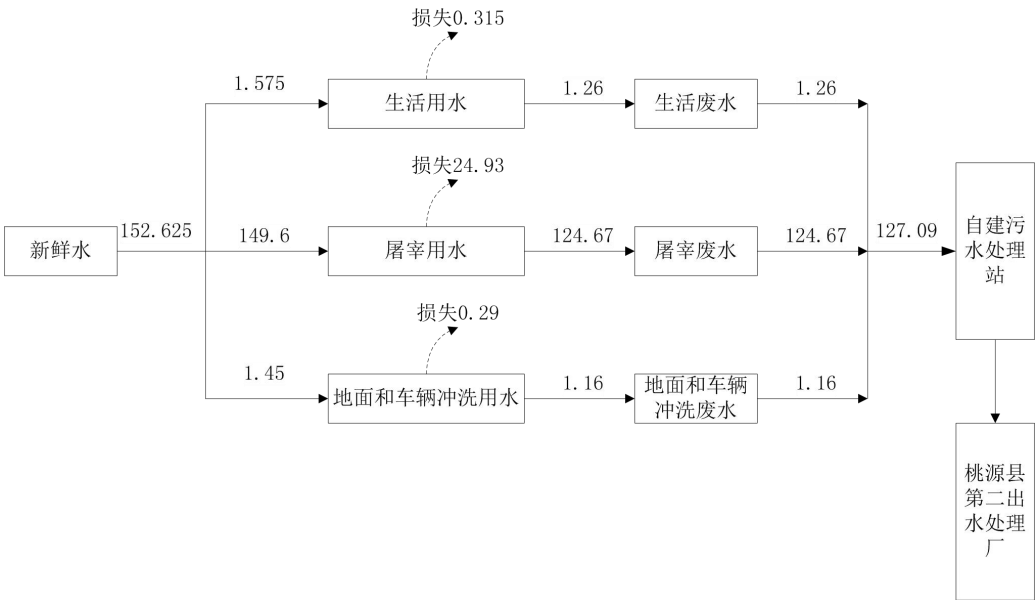 损失0.315
1.575
生活用水
1.26
生活废水
1.26
损失24.93
新鲜水
152.625
149.6
屠宰用水
124.67
屠宰废水
124.67
127.09
自建污
水处理
站
损失0.29
1.45
地面和车辆冲洗用水
1.16
地面和车辆
冲洗废水
1.16
桃源县
第二出
水处理
厂